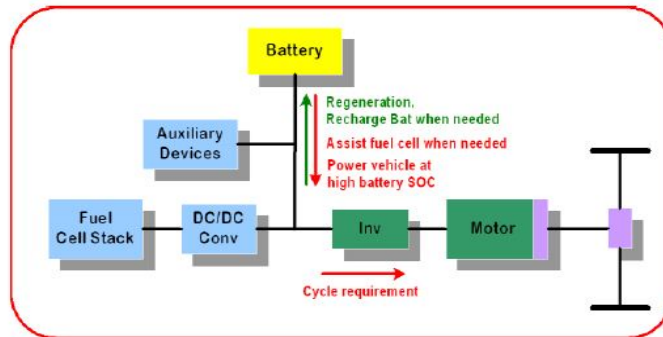 Battery
Regeneration,
Recharge Bat when needed
Assist fuel cell when needed
Power vehicle at
high battery SOC
Auxiliary
Devices
Fuel
Cell Stack
DC/DC
Conv
Inv
Motor
Cycle requirement